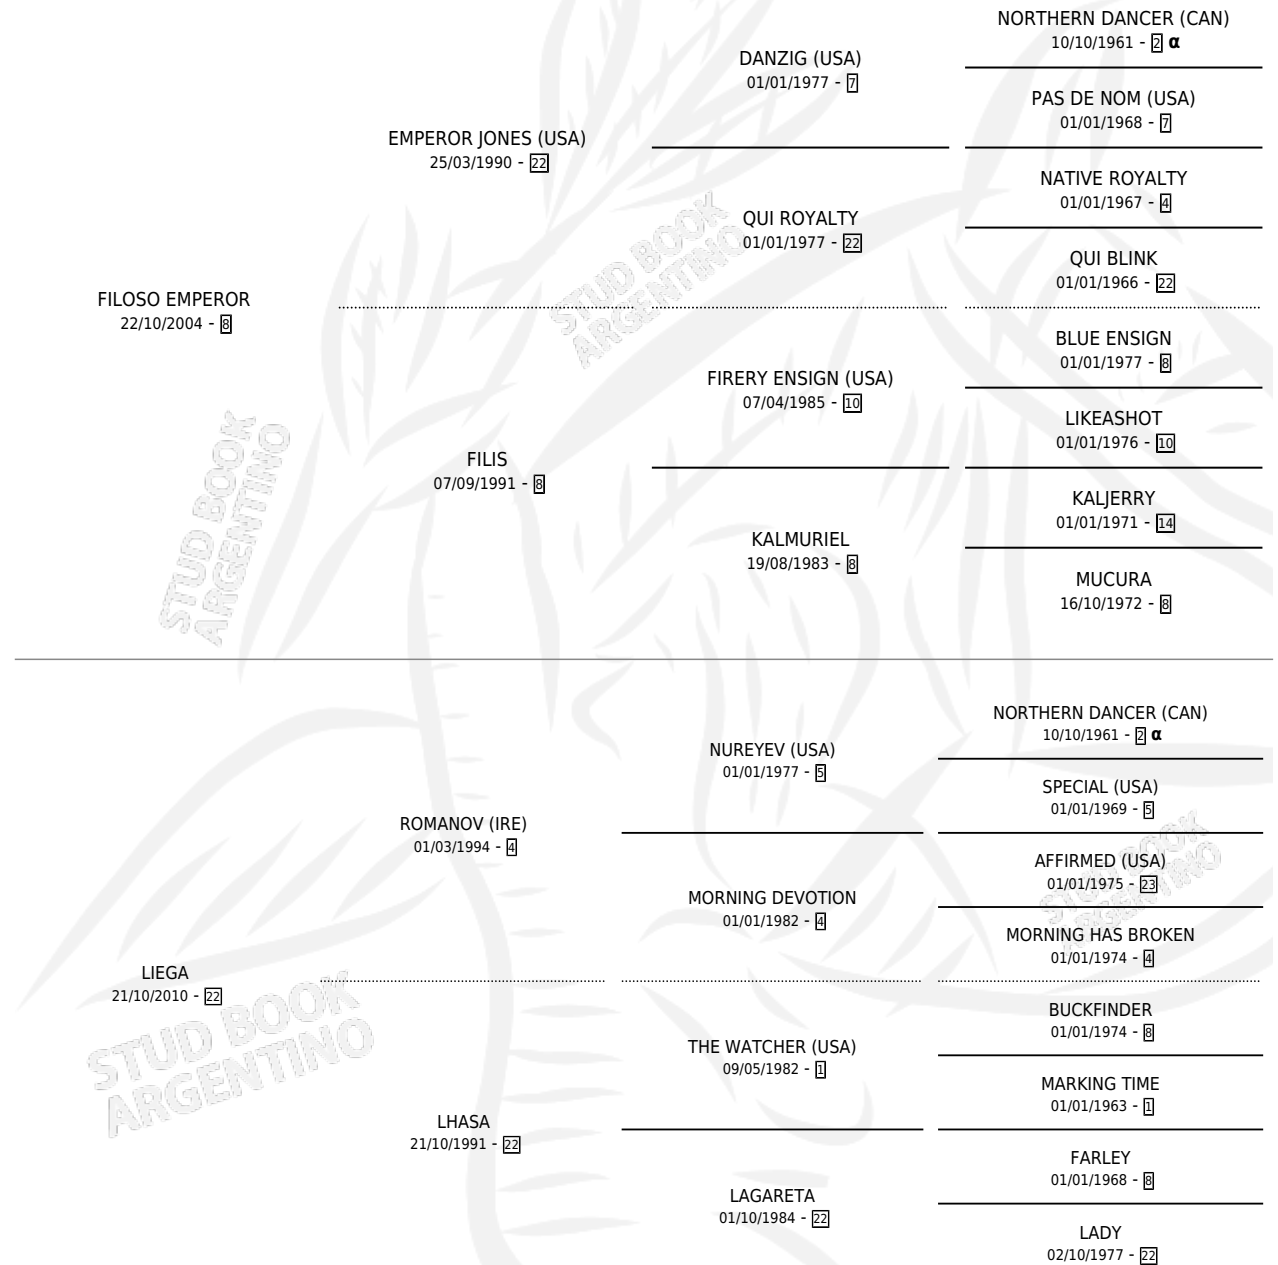 NORTHERN DANCER (CAN)
10/10/1961 - 2 α
DANZIG (USA)
01/01/1977 - 7
PAS DE NOM (USA)
01/01/1968 - 7
EMPEROR JONES (USA)
25/03/1990 - 22
NATIVE ROYALTY
01/01/1967 - 4
QUI ROYALTY
01/01/1977 - 22
QUI BLINK
01/01/1966 - 22
FILOSO EMPEROR
22/10/2004 - 8
BLUE ENSIGN
01/01/1977 - 8
FIRERY ENSIGN (USA)
07/04/1985 - 10
LIKEASHOT
01/01/1976 - 10
FILIS
07/09/1991 - 8
KALJERRY
01/01/1971 - 14
KALMURIEL
19/08/1983 - 8
MUCURA
16/10/1972 - 8
NORTHERN DANCER (CAN)
10/10/1961 - 2 α
NUREYEV (USA)
01/01/1977 - 5
SPECIAL (USA)
01/01/1969 - 5
ROMANOV (IRE)
01/03/1994 - 4
AFFIRMED (USA)
01/01/1975 - 23
MORNING DEVOTION
01/01/1982 - 4
MORNING HAS BROKEN
01/01/1974 - 4
LIEGA
21/10/2010 - 22
BUCKFINDER
01/01/1974 - 8
THE WATCHER (USA)
09/05/1982 - 1
MARKING TIME
01/01/1963 - 1
LHASA
21/10/1991 - 22
FARLEY
01/01/1968 - 8
LAGARETA
01/10/1984 - 22
LADY
02/10/1977 - 22
STUD BOOK
ARGENTINO
STUD BOOK
ARGENTINO
STUD BOOK
ARGENTINO
STUD BOOK
ARGENTINO